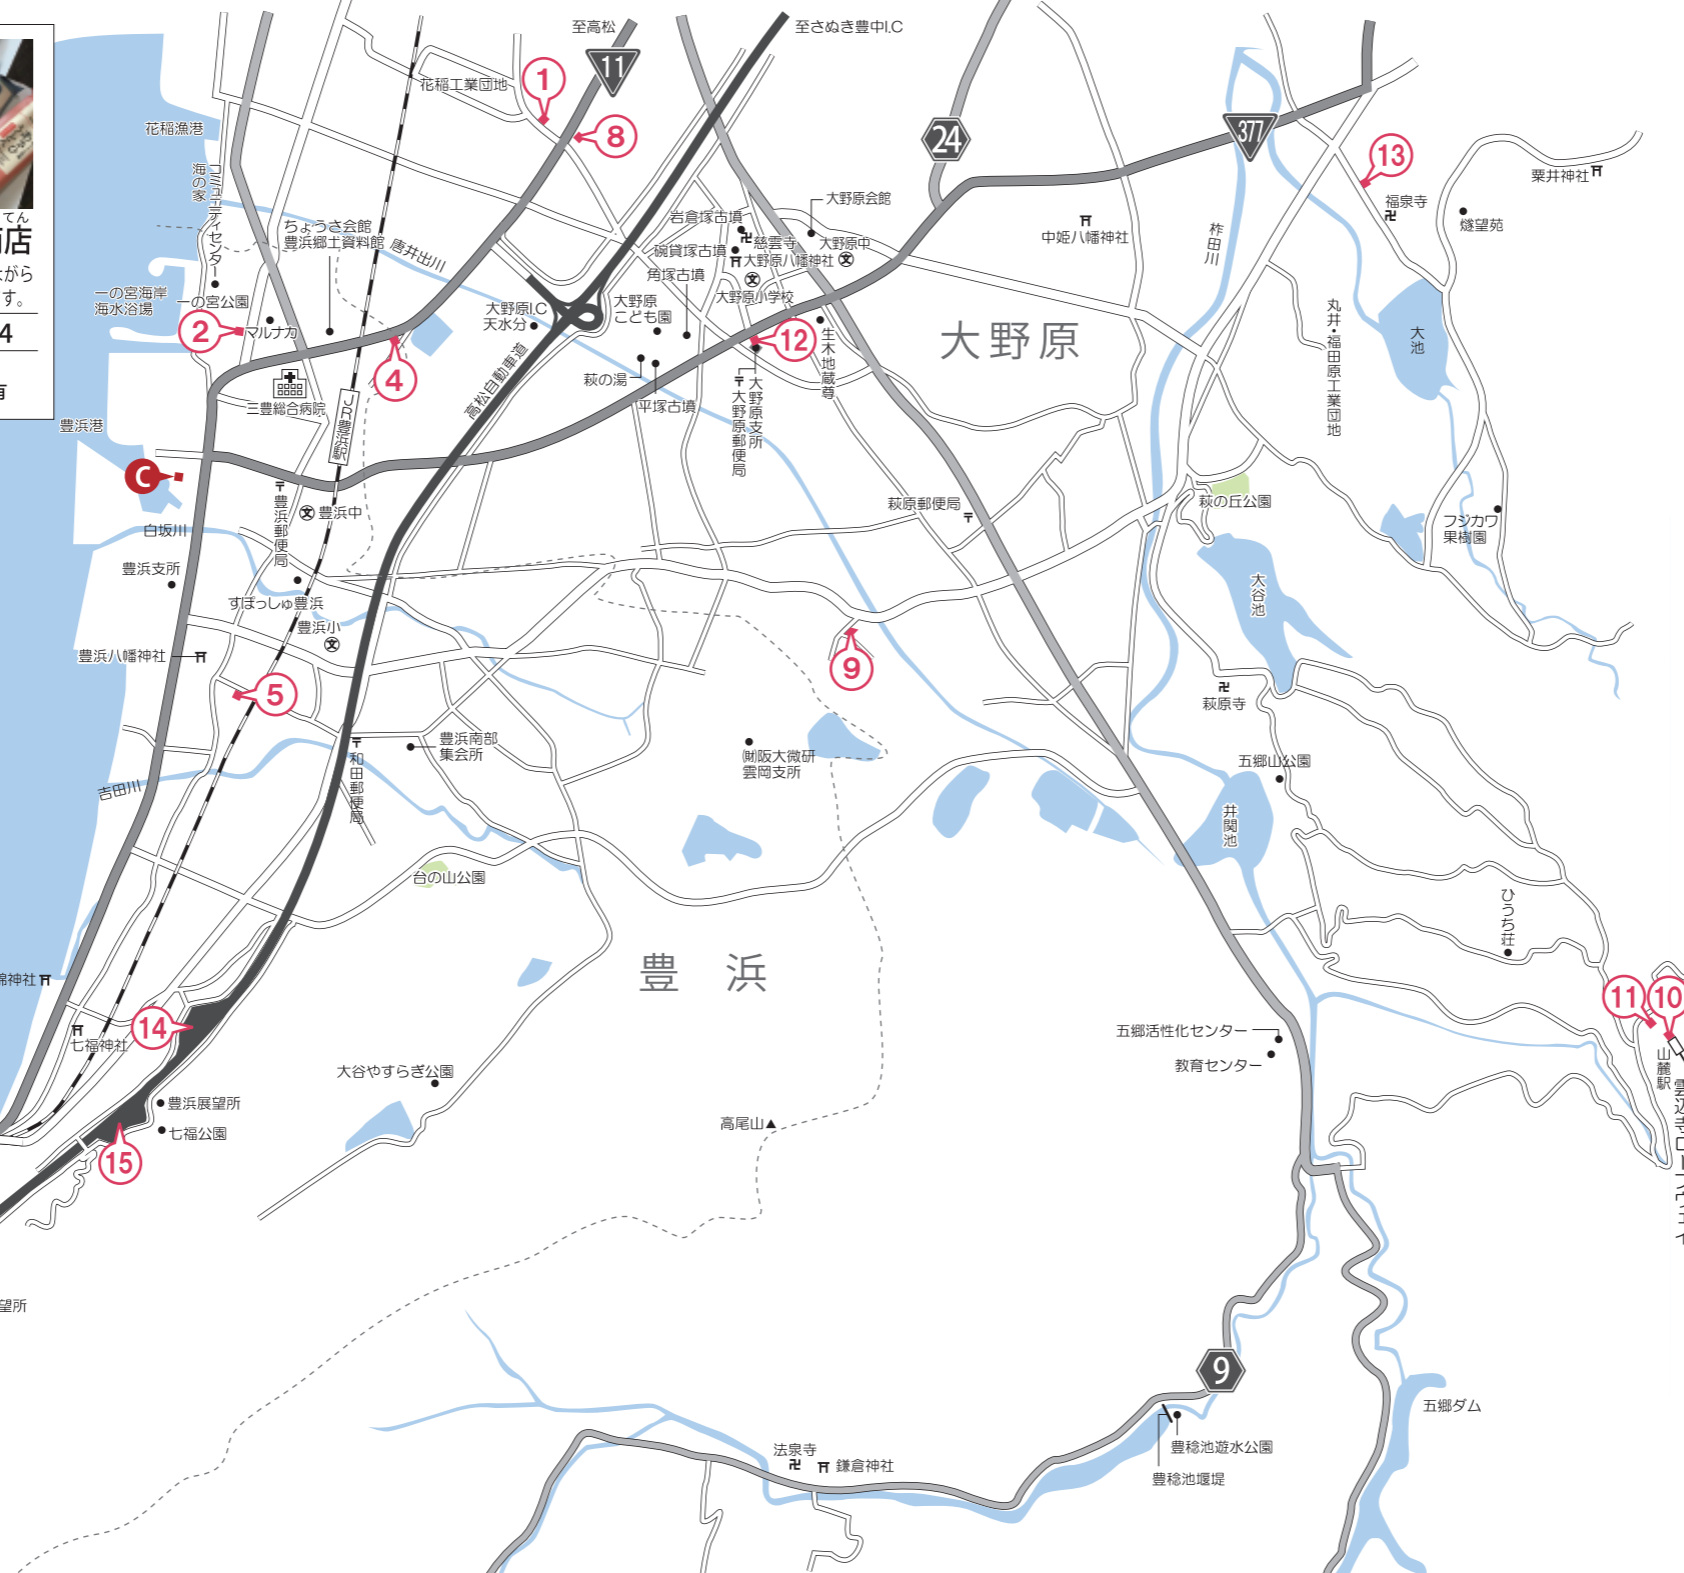 至高松
至さぬき豊中I.C
11
花稲工業団地
1
8
24
377
13
花稲漁港
コミュニティセンター
海の家
てん
商店
ながら
す。
4
ちょうさ会館
豊浜郷土資料館
唐井出川
岩倉塚古墳
大野原会館
碗貸塚古墳
慈雲寺
大野原中
大野原八幡神社
角塚古墳
大野原小学校
中姫八幡神社
柞田川
福泉寺
燧望苑
粟井神社
一の宮海岸
海水浴場
一の宮公園
2
マルナカ
4
大野原I.C
天水分
大野原
こども園
12
生木地蔵尊
大野原
丸井・福田原工業団地
大池
三豊総合病院
JR豊浜駅
高松自動車道
萩の湯
平塚古墳
大野原支所
〒大野原郵便局
豊浜港
C
〒豊浜郵便局
豊浜中
白坂川
豊浜支所
すぽっしゅ豊浜
豊浜小
豊浜八幡神社
5
萩原郵便局
〒
萩の丘公園
フジカワ
果樹園
大谷池
9
萩原寺
豊浜南部
集会所
〒和田郵便局
吉田川
㈶阪大微研
雲岡支所
五郷山公園
井関池
台の山公園
ひうち荘
豊浜
神社
七福神社
14
大谷やすらぎ公園
豊浜展望所
七福公園
15
高尾山▲
五郷活性化センター
教育センター
11
10
山麓駅
望所
9
五郷ダム
豊稔池遊水公園
豊稔池堰堤
法泉寺
鎌倉神社